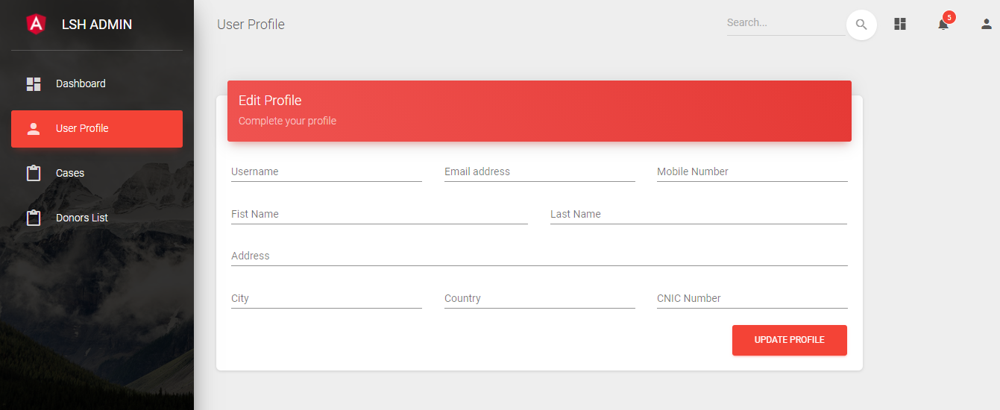 LSH ADMIN
Dashboard
User Profile
Cases
Donors List
User Profile
Search...
5
Edit Profile
Complete your profile
Username
Email address
Mobile Number
Fist Name
Last Name
Address
City
Country
CNIC Number
UPDATE PROFILE